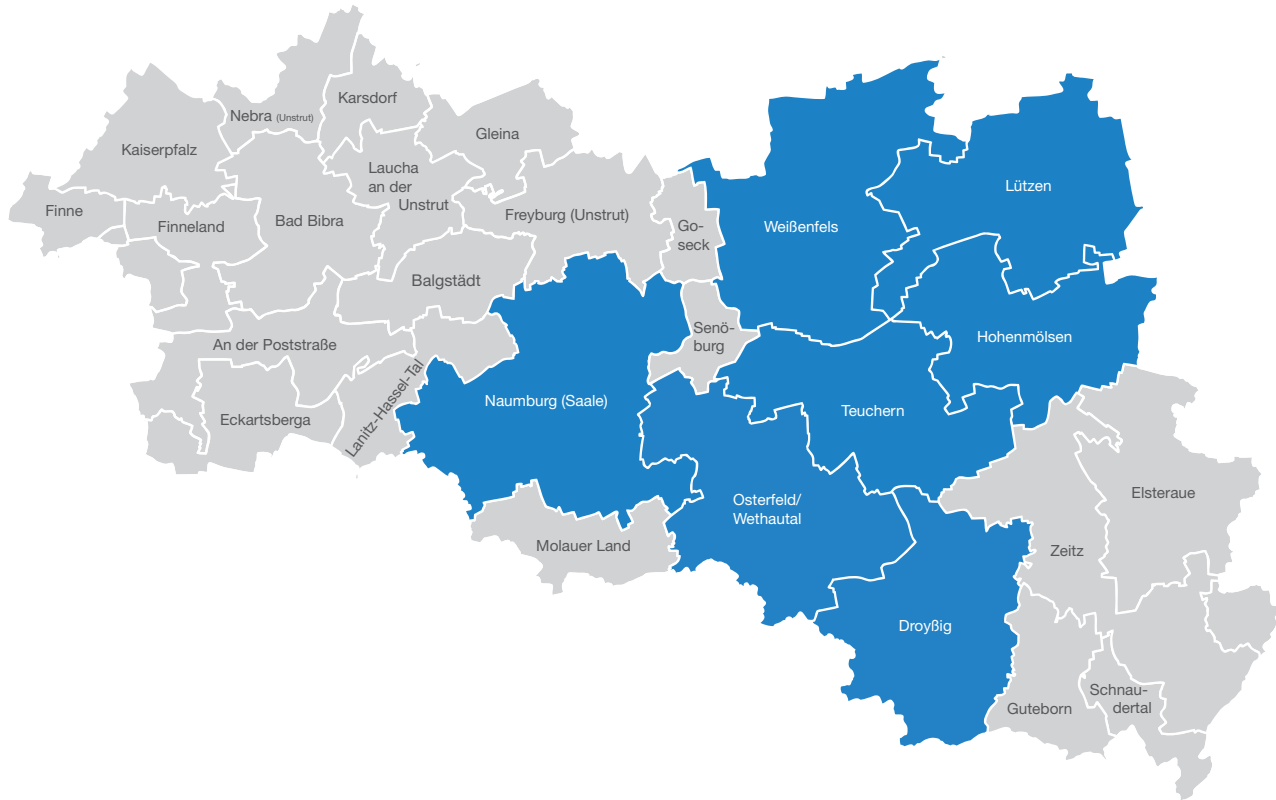 Karsdorf
Nebra (Unstrut)
Gleina
Kaiserpfalz
Laucha
an der
Unstrut
Lützen
Finne
Finneland
Bad Bibra
Freyburg (Unstrut)
Go-
seck
Weißenfels
Balgstädt
Senö-
burg
Hohenmölsen
An der Poststraße
Lanitz-Hassel-Tal
Naumburg (Saale)
Teuchern
Eckartsberga
Osterfeld/
Wethautal
Elsteraue
Molauer Land
Zeitz
Droyßig
Schnau-
dertal
Guteborn